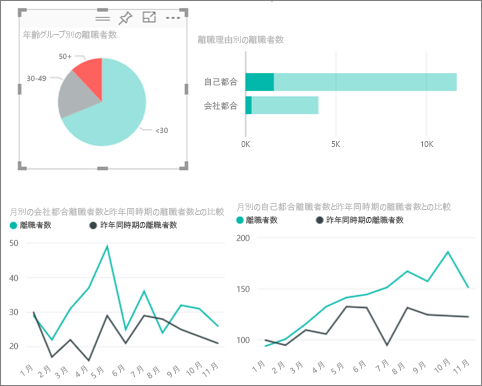 年齢グループ別の離職者数
50+
30-49
<30
離職理由別の離職者数
自己都合
会社都合
0K 5K 10K
月別の会社都合離職者数と昨年同時期の離職者数との比較
離職者数 昨年同時期の離職者数
50
40
30
20
1月 2月 3月 4月 5月 6月 7月 8月 9月 10月 11月
月別の自己都合離職者数と昨年同時期の離職者数との比較
離職者数 昨年同時期の離職者数
200
150
100
1月 2月 3月 4月 5月 6月 7月 8月 9月 10月 11月